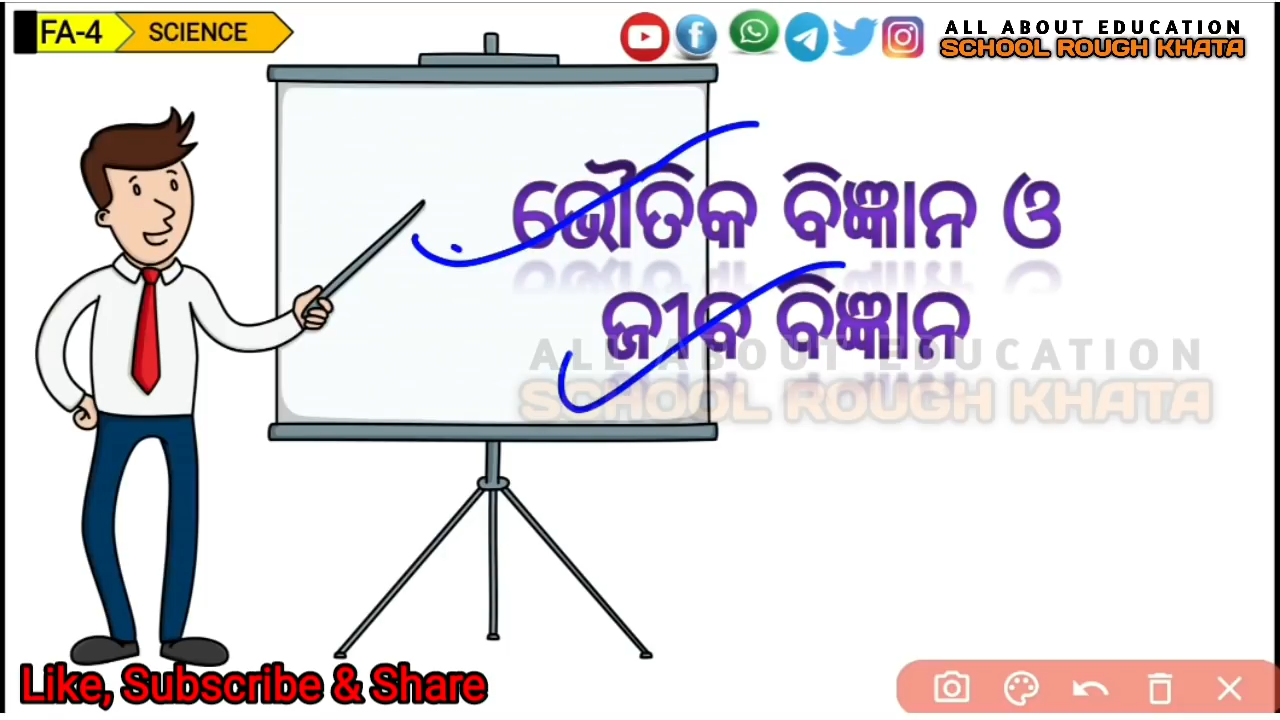 FA-4 SCIENCE
ALL ABOUT EDUCATION
SCHOOL ROUGH KHATA
ଭୌତିକ ବିଜ୍ଞାନ ଓ
ଜୀବ ବିଜ୍ଞାନ
ALL ABOUT EDUCATION
SCHOOL ROUGH KHATA
Like, Subscribe & Share